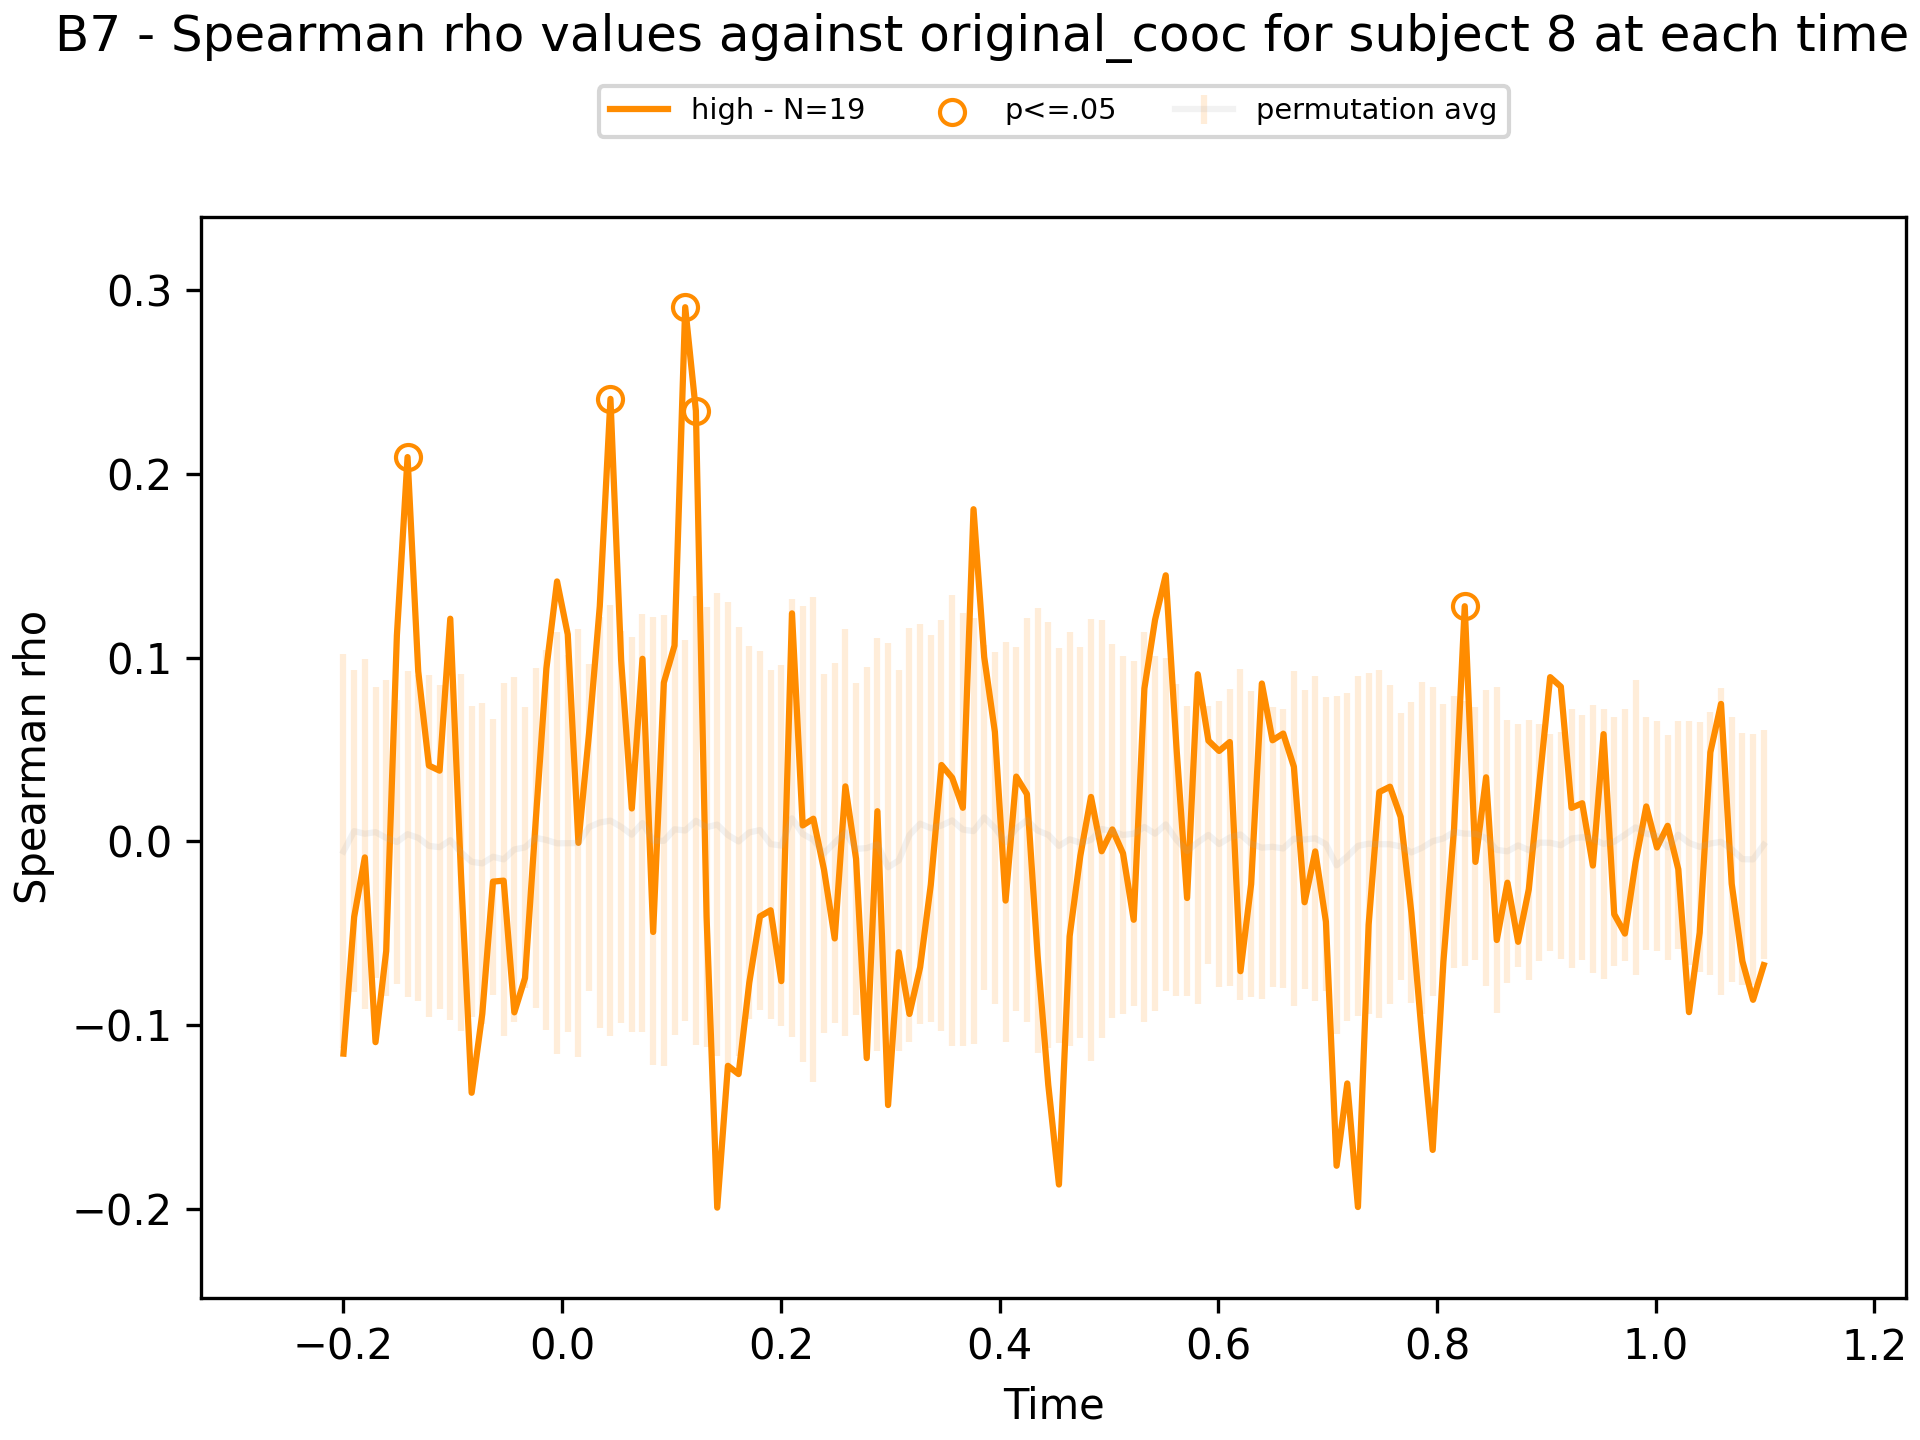 B7 - Spearman rho values against original_cooc for subject 8 at each time
high - N=19 p<=.05 permutation avg
Spearman rho
0.3
0.2
0.1
0.0
−0.1
−0.2
−0.2 0.0 0.2 0.4 0.6 0.8 1.0 1.2
Time